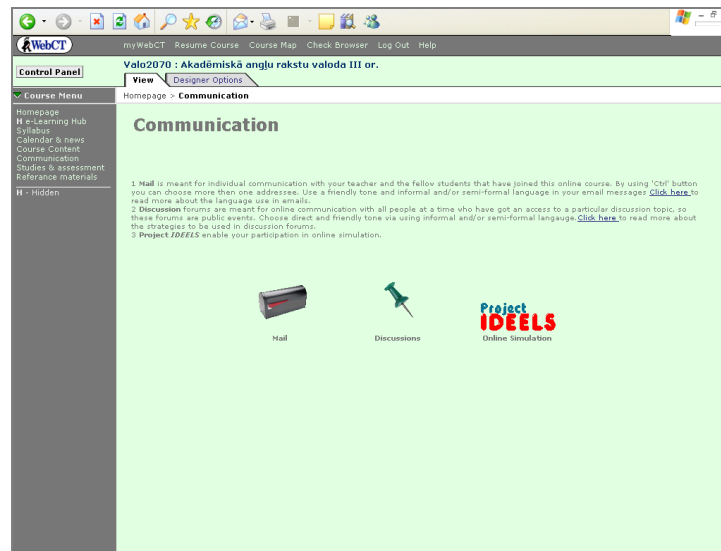 WebCT
myWebCT Resume Course Course Map Check Browser Log Out Help
Control Panel
Valo2070 : Akadēmiskā angļu rakstu valoda III or.
View Designer Options
Course Menu
Homepage > Communication
Homepage
H e-Learning Hub
Syllabus
Calendar & news
Course Content
Communication
Studies & assessment
Referance materials
H - Hidden
Communication
1 Mail is meant for individual communication with your teacher and the fellow students that have joined this online course. By using 'Ctrl' button
you can choose more then one addressee. Use a friendly tone and informal and/or semi-formal language in your email messages Click here to
read more about the language use in emails.
2 Discussion forums are meant for online communication with all people at a time who have got an access to a particular discussion topic, so
these forums are public events. Choose direct and friendly tone via using informal and/or semi-formal langauge. Click here to read more about
the strategies to be used in discussion forums.
3 Project IDEELS enable your participation in online simulation.
Project
IDEELS
Mail Discussions Online Simulation